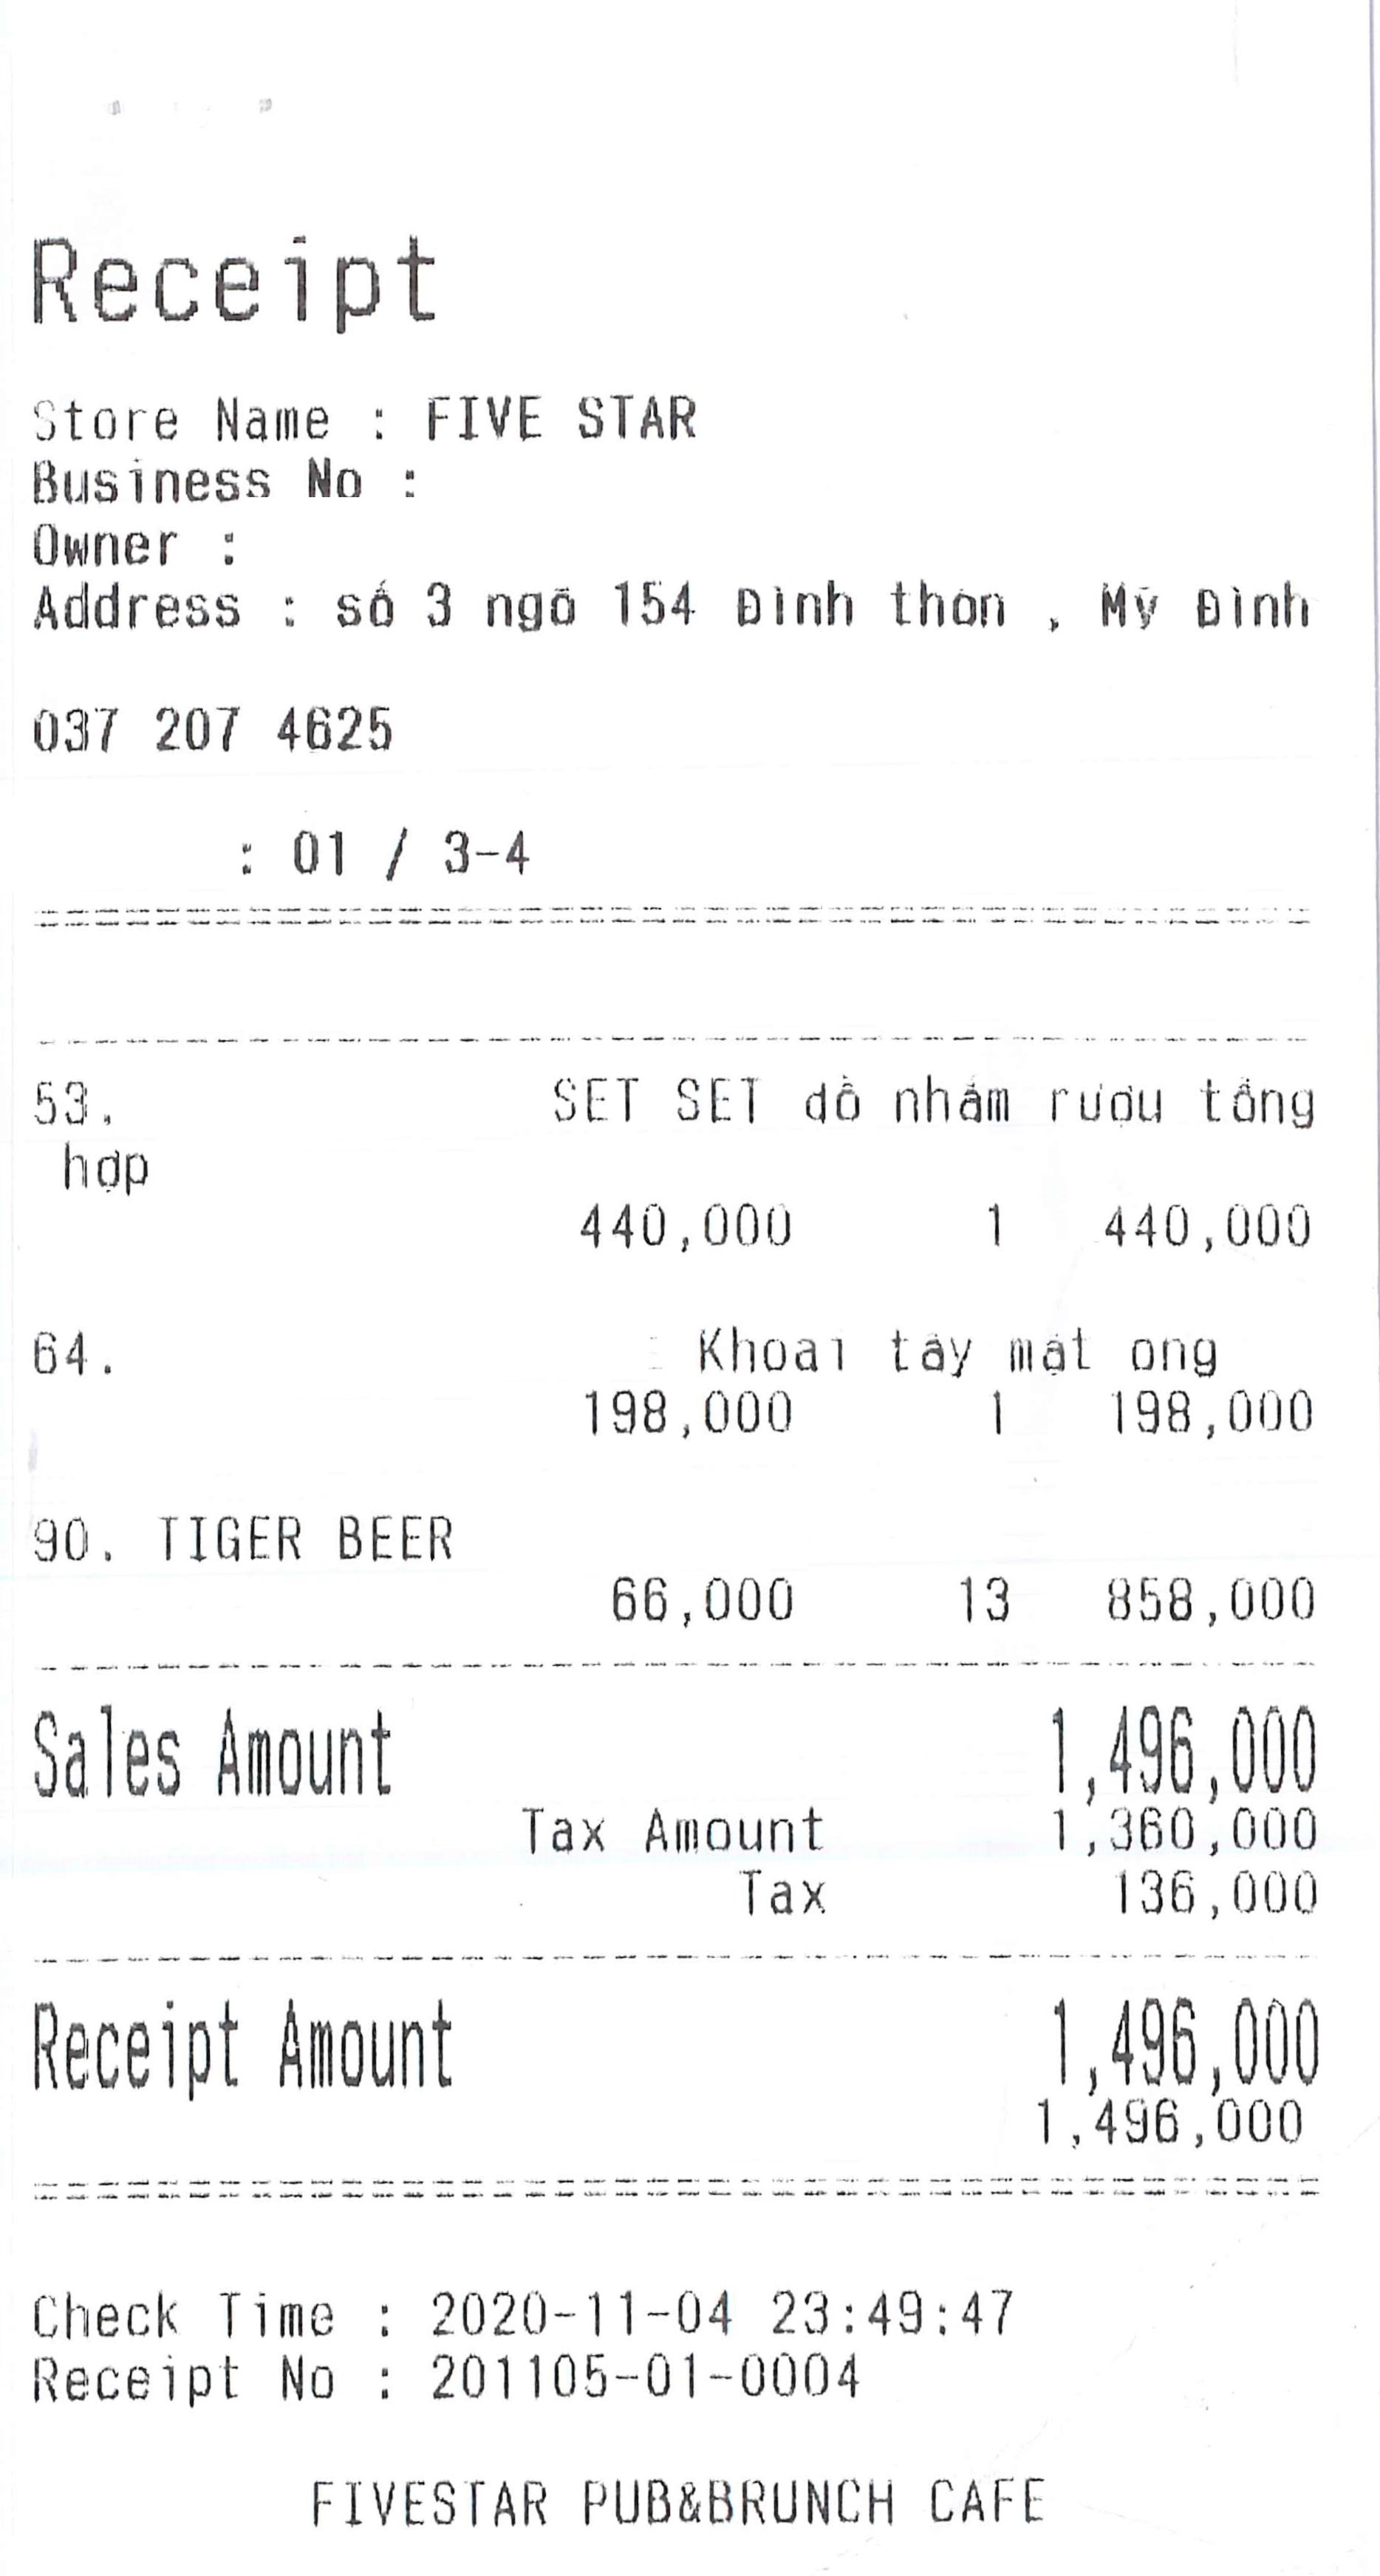 Receipt
Store Name : FIVE STAR
Business No :
Owner :
Address : số 3 ngõ 154 Đình thôn , Mỹ Đình
037 207 4625
: 01 / 3-4
53. SET SET đồ nhắm rượu tổng
hợp
440,000 1 440,000
64. Khoai tây mật ong
198,000 1 198,000
90. TIGER BEER
66,000 13 858,000
Sales Amount 1,496,000
Tax Amount 1,360,000
Tax 136,000
Receipt Amount 1,496,000
1,496,000
Check Time : 2020-11-04 23:49:47
Receipt No : 201105-01-0004
FIVESTAR PUB&BRUNCH CAFE